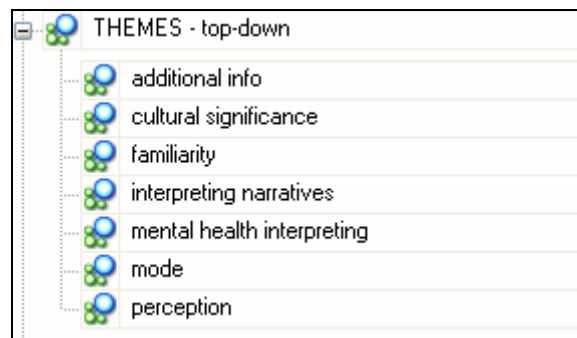 THEMES - top-down
additional info
cultural significance
familiarity
interpreting narratives
mental health interpreting
mode
perception